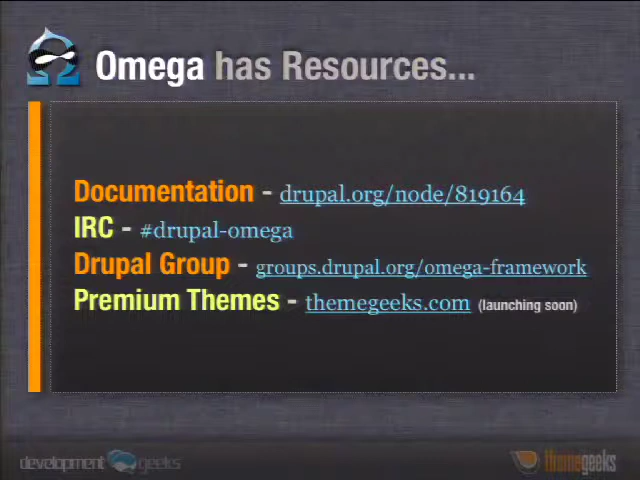 Omega has Resources...
Documentation - drupal.org/node/819164
IRC - #drupal-omega
Drupal Group - groups.drupal.org/omega-framework
Premium Themes - themegeeks.com (launching soon)
development geeks
themegeeks